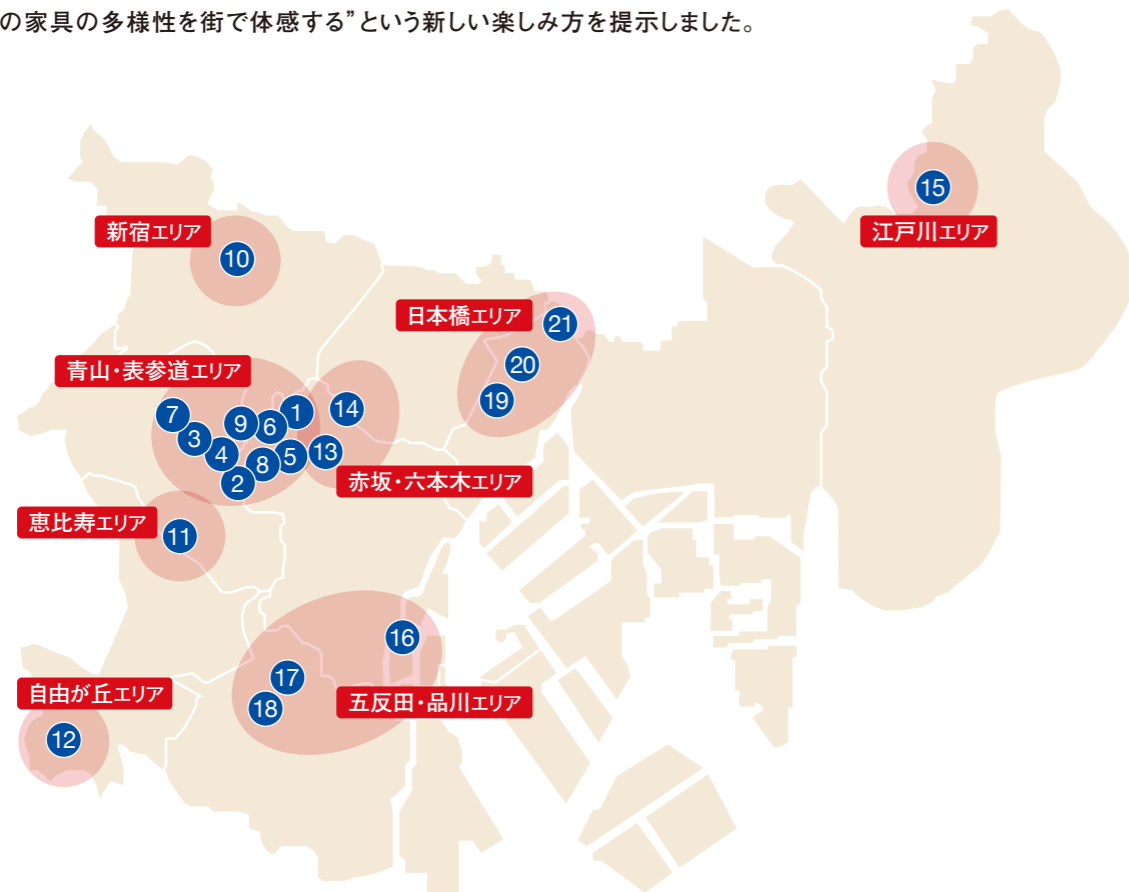 の家具の多様性を街で体感する”という新しい楽しみ方を提示しました。
15
江戸川エリア
新宿エリア
10
日本橋エリア
21
20
19
青山・表参道エリア
7
3
9
6
1
4
8
5
2
14
13
赤坂・六本木エリア
恵比寿エリア
11
16
17
18
五反田・品川エリア
自由が丘エリア
12